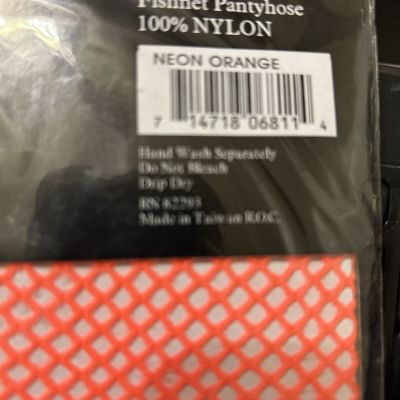 Fishnet Pantyhose
100% NYLON
NEON ORANGE
7 14718 06811 4
Hand Wash Separately
Do Not Bleach
Drip Dry
RN 82293
Made in Taiwan R.O.C.